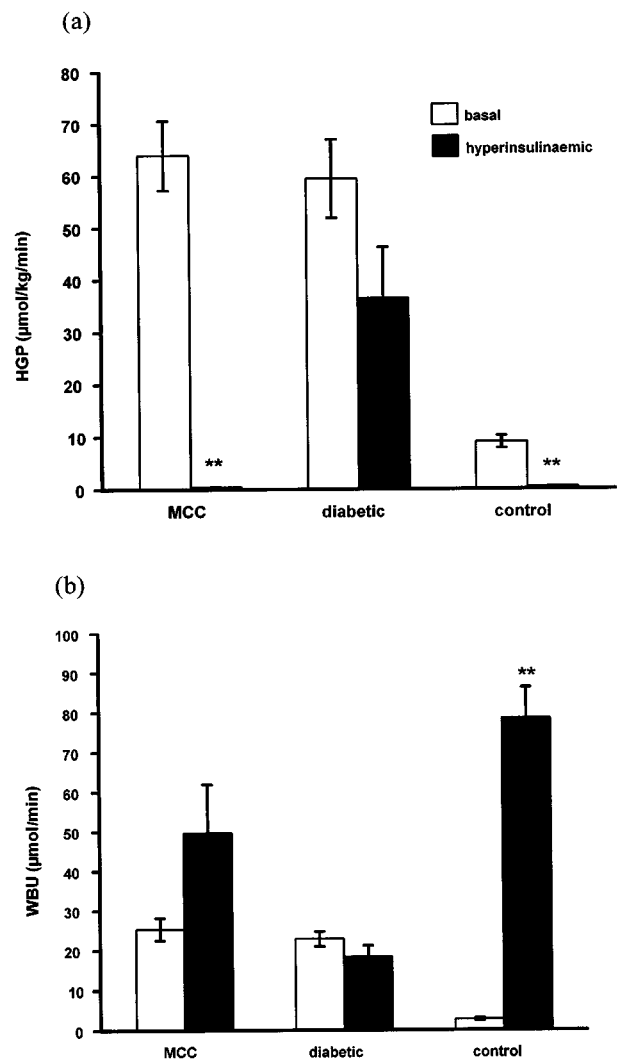 (a)
80
70
60
50
40
30
20
10
0
HGP (µmol/kg/min)
basal
hyperinsulinaemic
**
**
MCC diabetic control
(b)
100
90
80
70
60
50
40
30
20
10
0
WBU (µmol/min)
**
MCC diabetic control